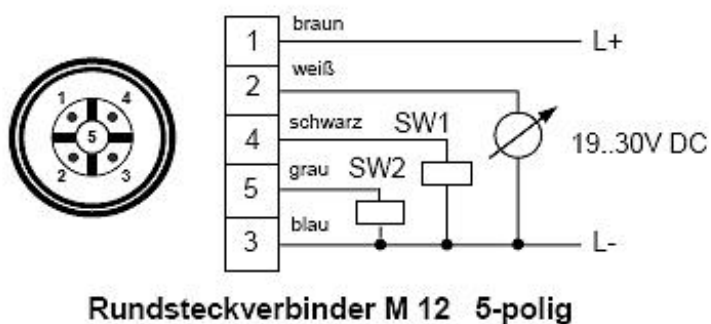 1 braun L+
2 weiß
4 schwarz SW1
19..30V DC
5 grau SW2
3 blau L-
1 4
5
2 3
Rundsteckverbinder M 12 5-polig